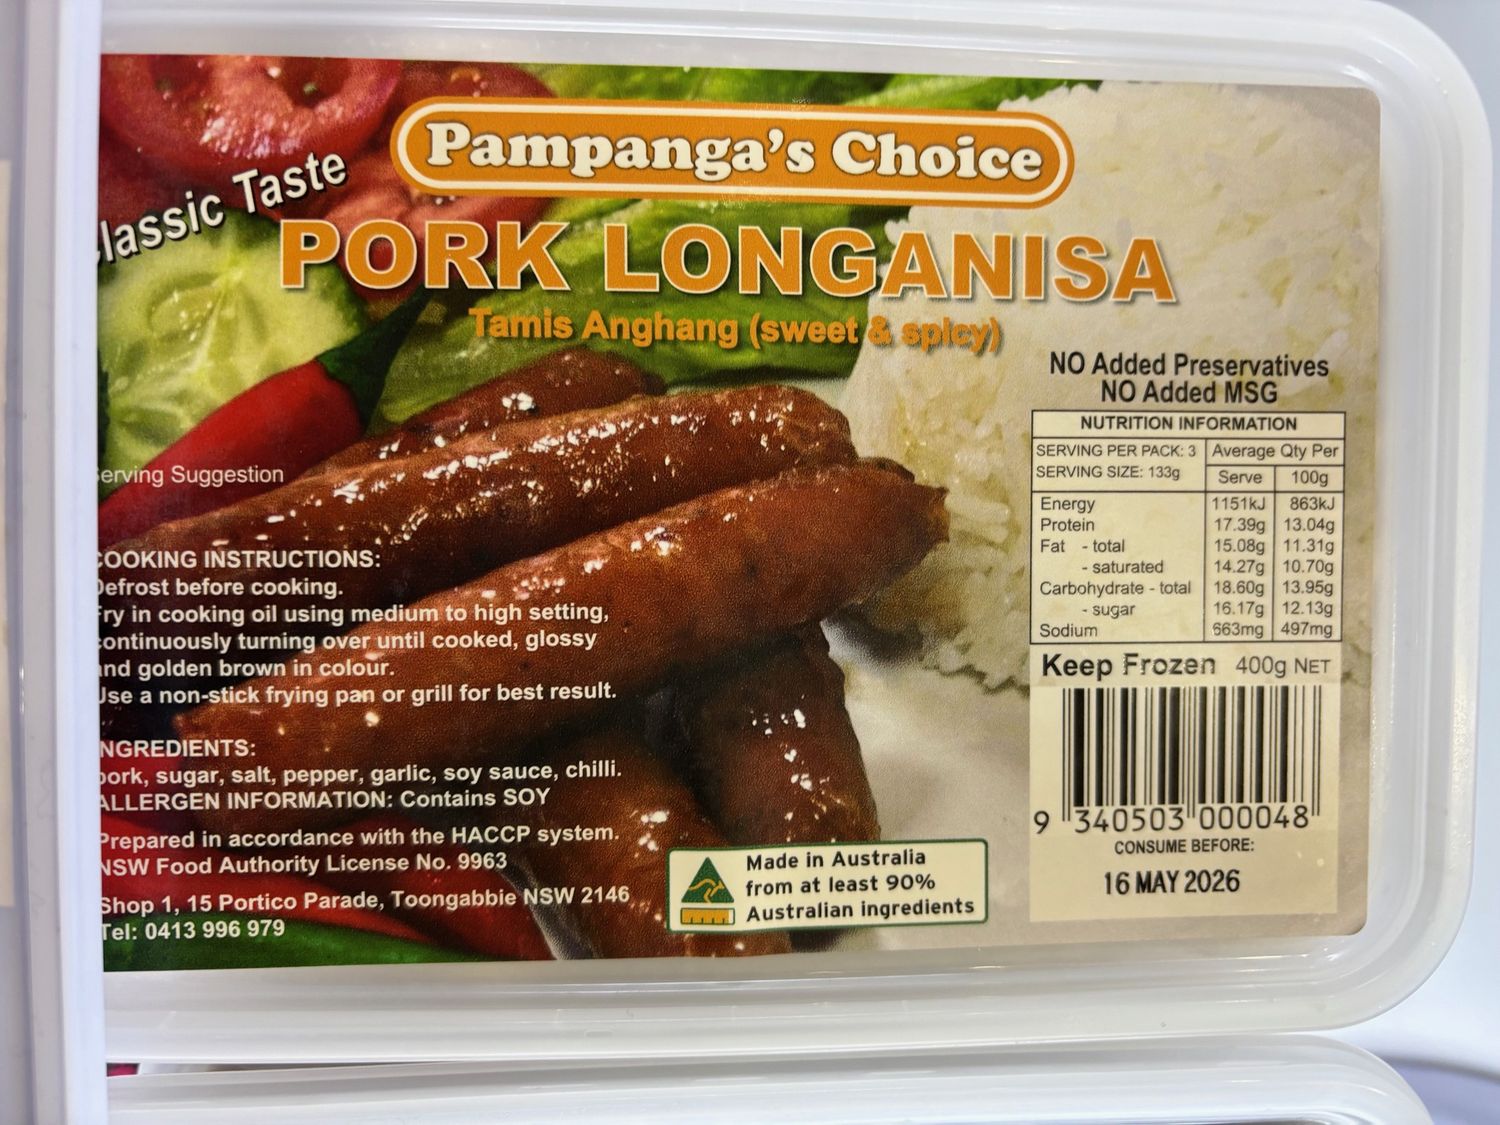 Pampanga's Choice
Classic Taste
PORK LONGANISA
Tamis Anghang (sweet & spicy)
NO Added Preservatives
NO Added MSG
NUTRITION INFORMATION
SERVING PER PACK: 3 Average Qty Per
SERVING SIZE: 133g Serve 100g
Energy 1151kJ 863kJ
Protein 17.39g 13.04g
Fat - total 15.08g 11.31g
- saturated 14.27g 10.70g
Carbohydrate - total 18.60g 13.95g
- sugar 16.17g 12.13g
Sodium 663mg 497mg
Keep Frozen 400g NET
9 340503 000048
CONSUME BEFORE:
16 MAY 2026
Serving Suggestion
COOKING INSTRUCTIONS:
Defrost before cooking.
Fry in cooking oil using medium to high setting,
continuously turning over until cooked, glossy
and golden brown in colour.
Use a non-stick frying pan or grill for best result.
INGREDIENTS:
pork, sugar, salt, pepper, garlic, soy sauce, chilli.
ALLERGEN INFORMATION: Contains SOY
Prepared in accordance with the HACCP system.
NSW Food Authority License No. 9963
Shop 1, 15 Portico Parade, Toongabbie NSW 2146
Tel: 0413 996 979
Made in Australia
from at least 90%
Australian ingredients